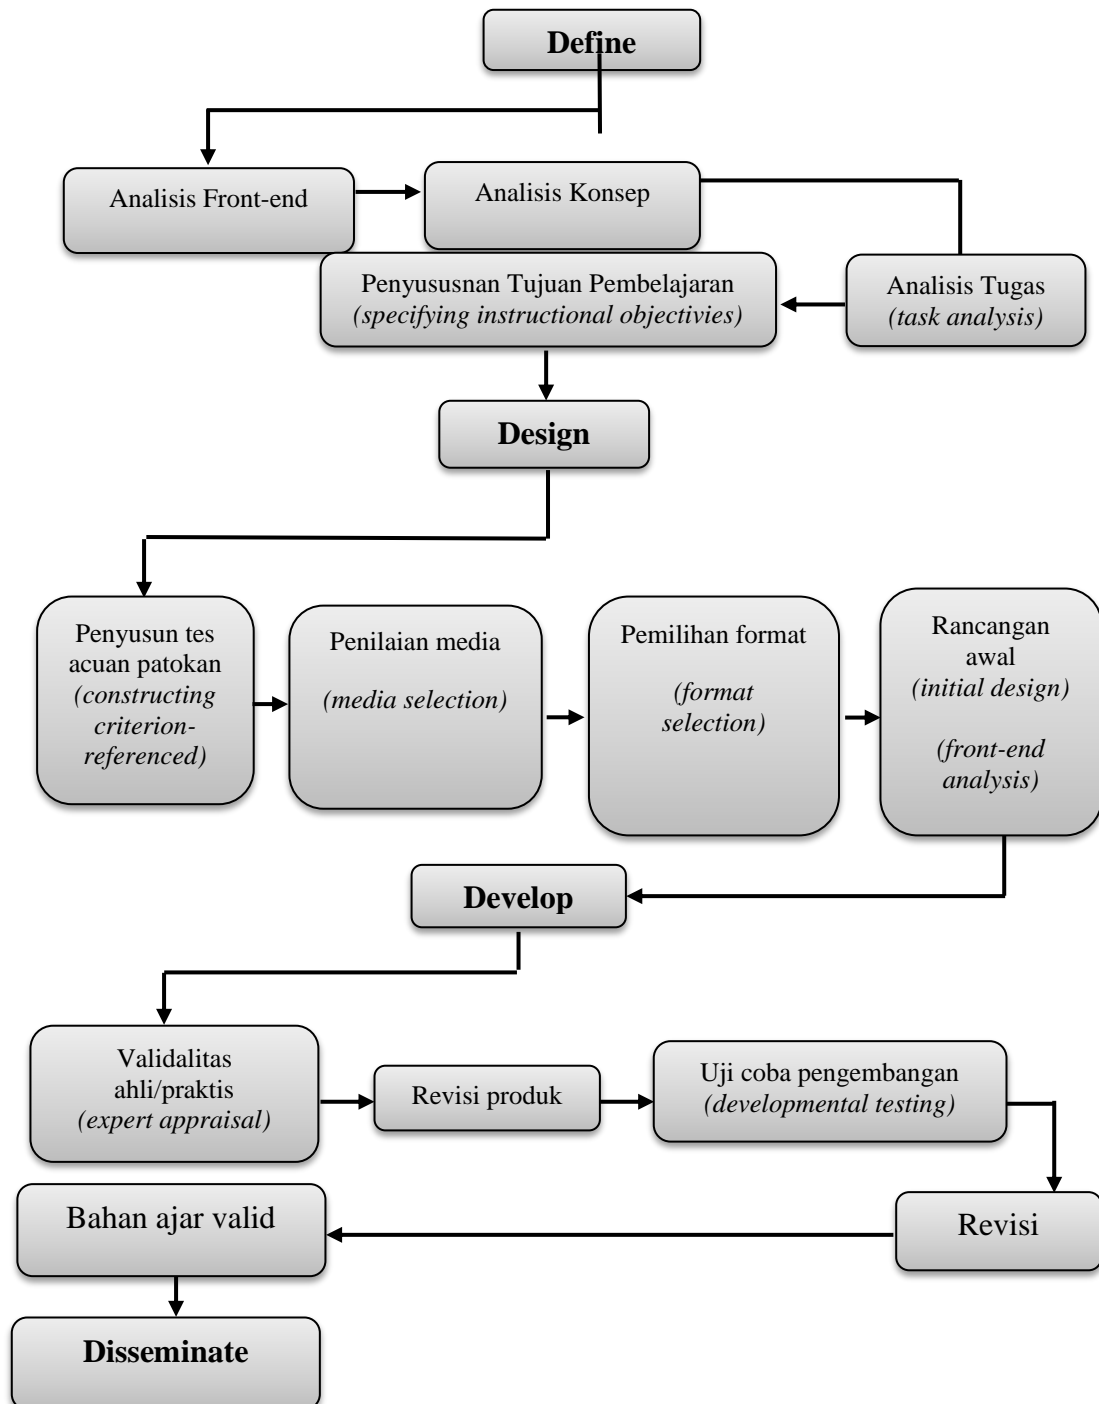 Define
Analisis Front-end
Analisis Konsep
Penyususnan Tujuan Pembelajaran
(specifying instructional objectivies)
Analisis Tugas
(task analysis)
Design
Penyusun tes
acuan patokan
(constructing
criterion-
referenced)
Penilaian media
(media selection)
Pemilihan format
(format
selection)
Rancangan
awal
(initial design)
(front-end
analysis)
Develop
Validalitas
ahli/praktis
(expert appraisal)
Revisi produk
Uji coba pengembangan
(developmental testing)
Revisi
Bahan ajar valid
Disseminate